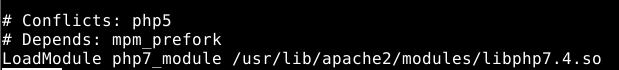 # Conflicts: php5
# Depends: mpm_prefork
LoadModule php7_module /usr/lib/apache2/modules/libphp7.4.so